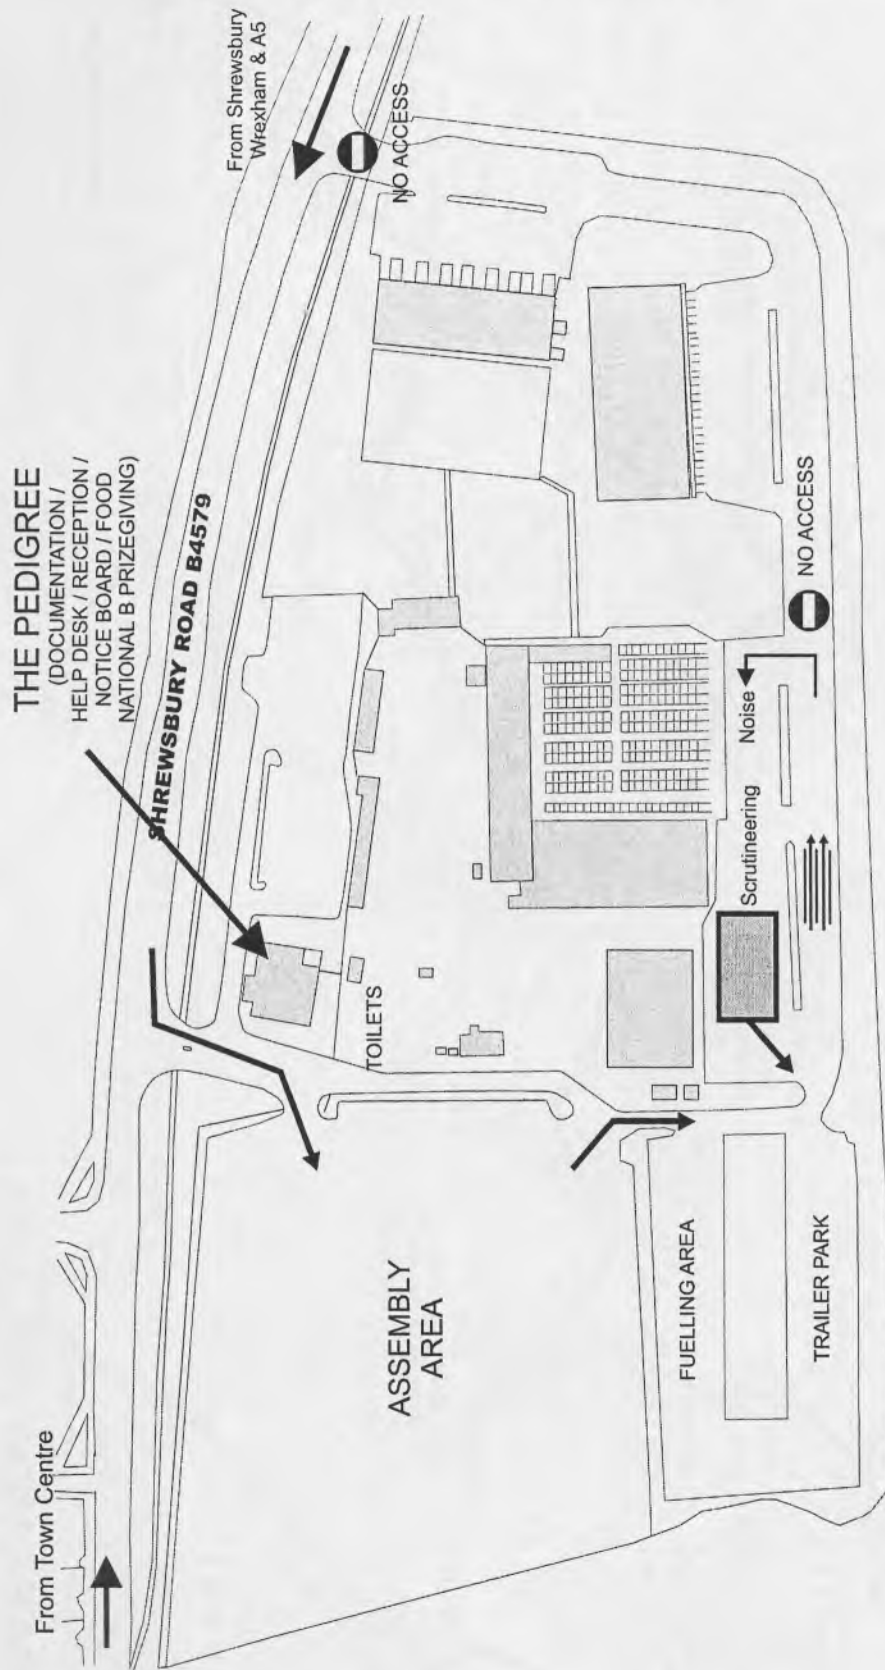 From Town Centre
THE PEDIGREE
(DOCUMENTATION /
HELP DESK / RECEPTION /
NOTICE BOARD / FOOD
NATIONAL B PRIZEGIVING)
SHREWSBURY ROAD B4579
From Shrewsbury
Wrexham & A5
NO ACCESS
TOILETS
ASSEMBLY
AREA
FUELLING AREA
TRAILER PARK
Scrutineering
Noise
NO ACCESS